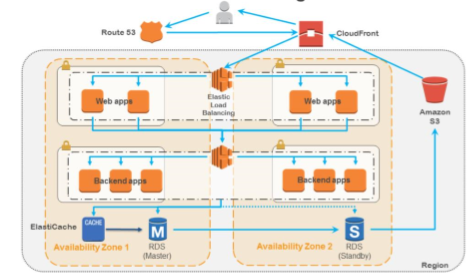 Route 53
CloudFront
Web apps
Elastic
Load
Balancing
Web apps
Amazon
S3
Backend apps
Backend apps
ElastiCache
CACHE
M
S
Availability Zone 1
RDS
(Master)
Availability Zone 2
RDS
(Standby)
Region